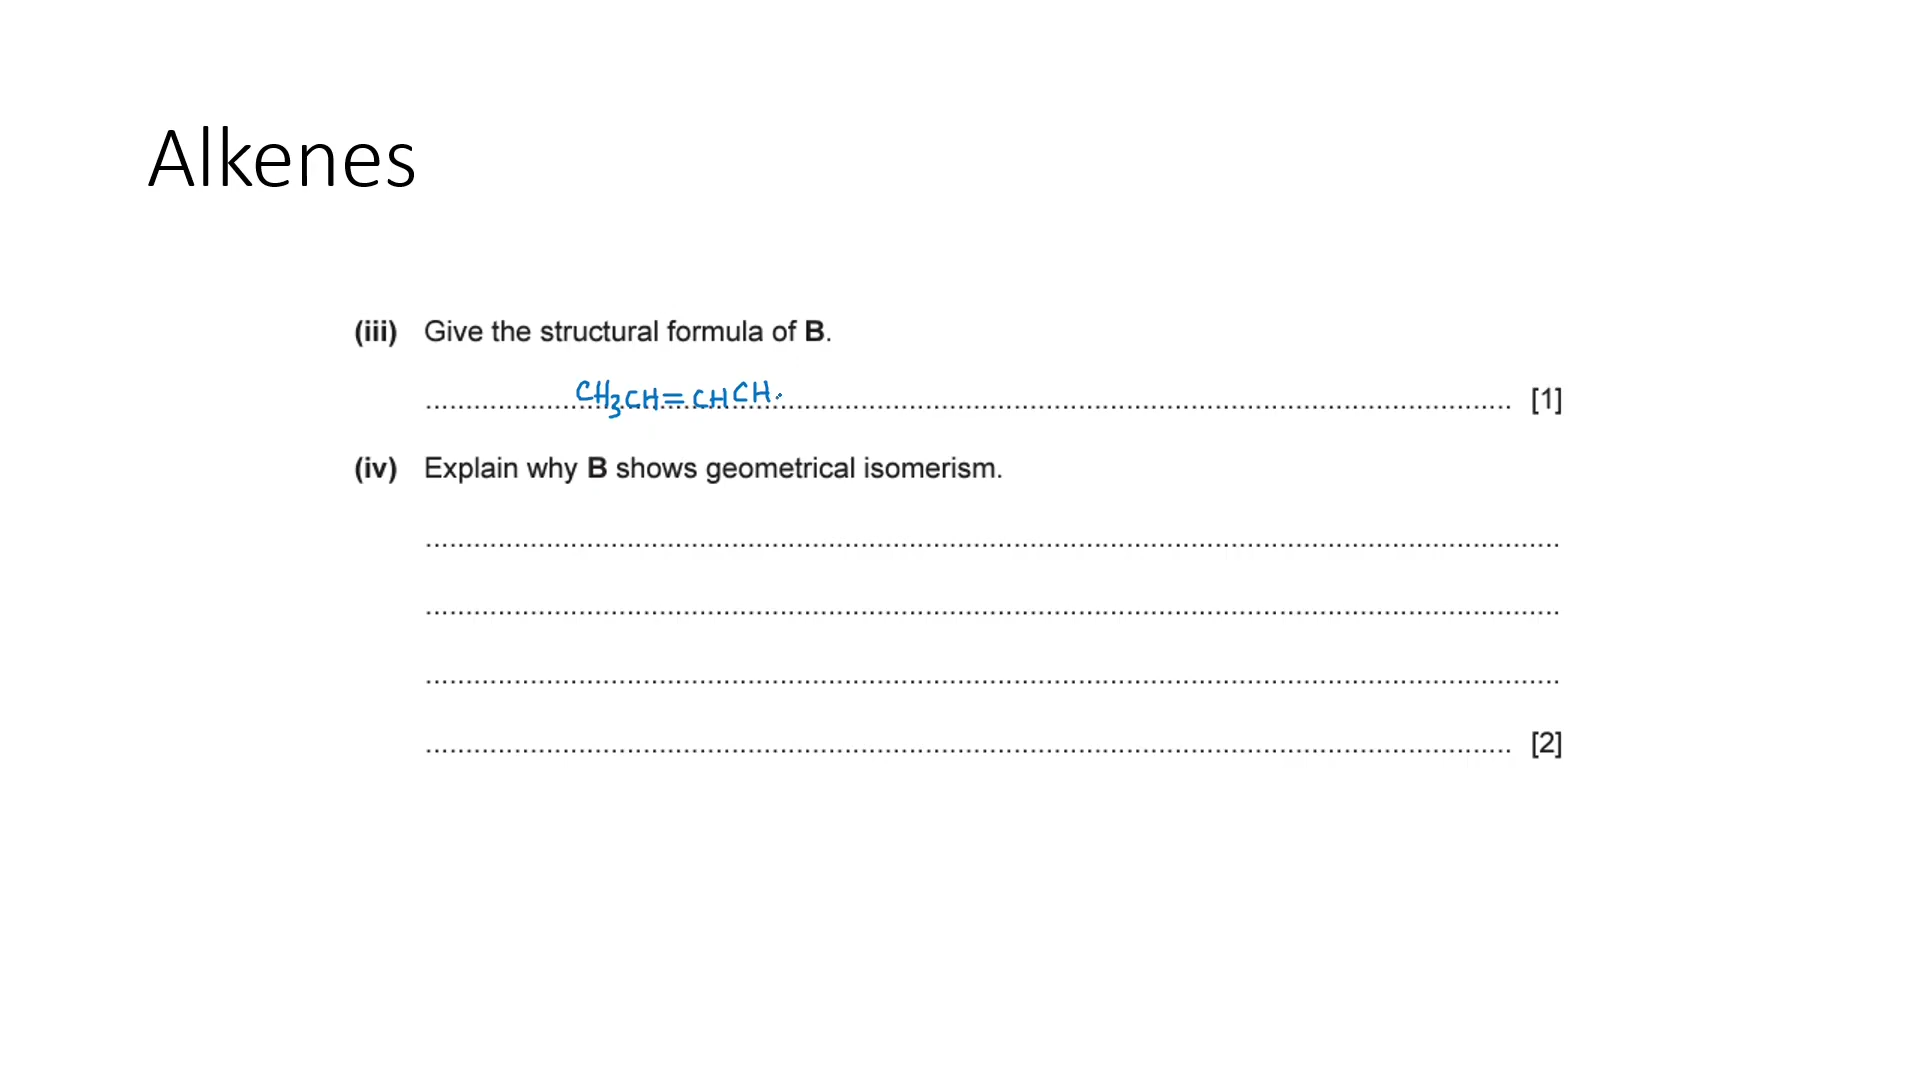 Alkenes
(iii) Give the structural formula of B.
CH3CH=CHCH [1]
(iv) Explain why B shows geometrical isomerism.
[2]